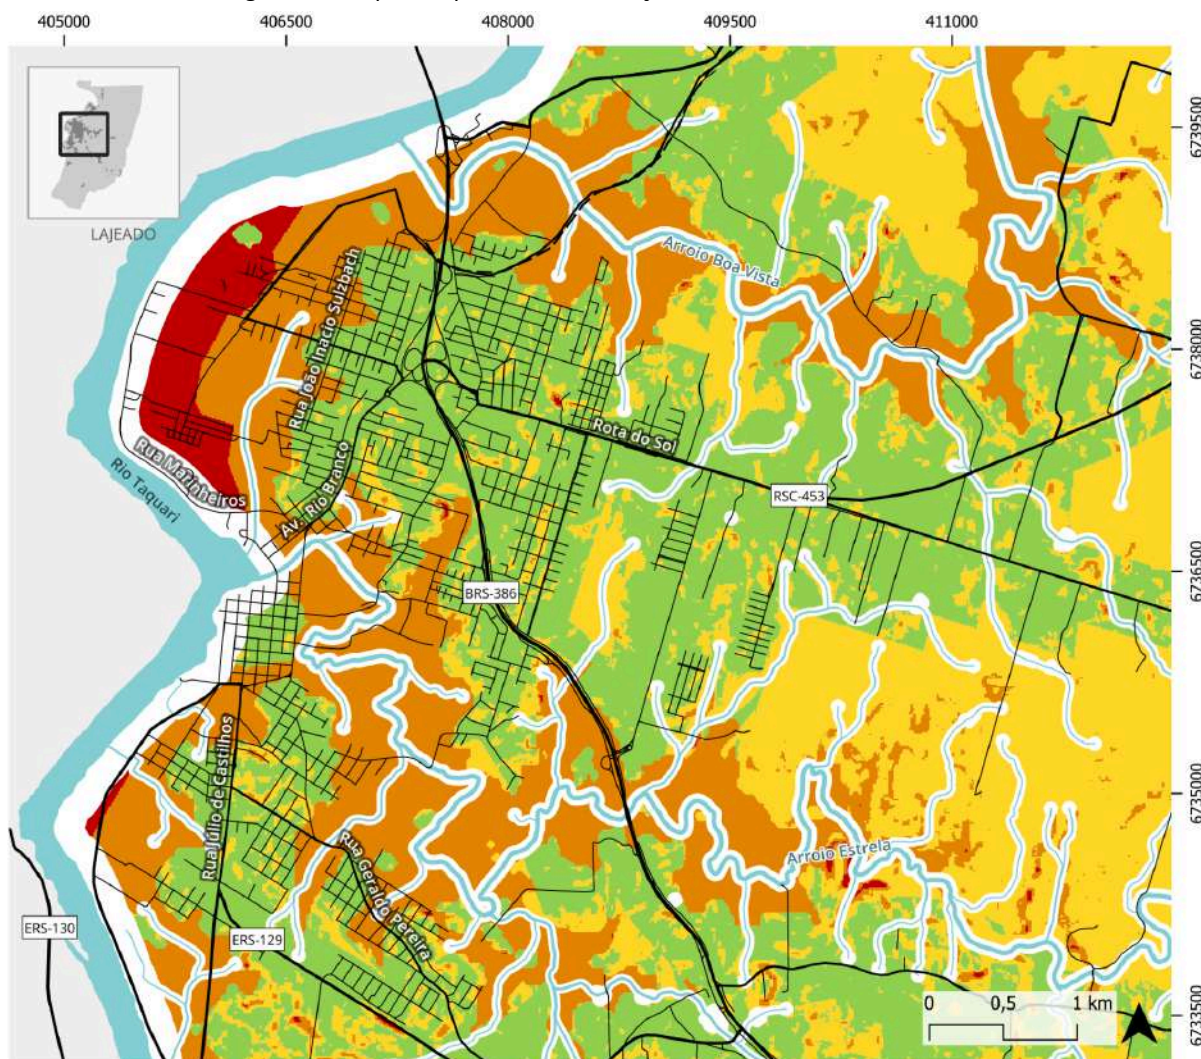 405000
406500
408000
409500
411000
6739500
LAJEADO
Rua João Inácio Sulzbach
Arroio Boa Vista
6738000
Rota do Sol
Rua Marinheiros
Rio Taquari
Av. Rio Branco
RSC-453
BRS-386
6736500
Rua Júlio de Castilhos
6735000
Rua Geraldo Pereira
Arroio Estrela
ERS-130
ERS-129
0 0,5 1 km
6733500